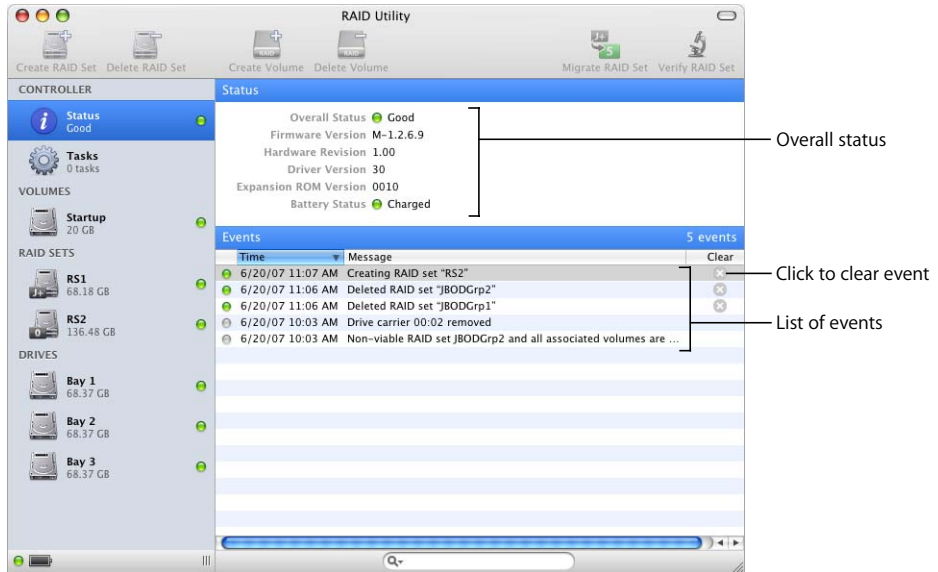 RAID Utility
Create RAID Set Delete RAID Set Create Volume Delete Volume Migrate RAID Set Verify RAID Set
CONTROLLER
Status
Good
Tasks
0 tasks
VOLUMES
Startup
20 GB
RAID SETS
RS1
68.18 GB
RS2
136.48 GB
DRIVES
Bay 1
68.37 GB
Bay 2
68.37 GB
Bay 3
68.37 GB
Status
Overall Status Good
Firmware Version M-1.2.6.9
Hardware Revision 1.00
Driver Version 30
Expansion ROM Version 0010
Battery Status Charged
Overall status
Events 5 events
Time Message Clear
6/20/07 11:07 AM Creating RAID set “RS2”
6/20/07 11:06 AM Deleted RAID set “JBODGrp2”
6/20/07 11:06 AM Deleted RAID set “JBODGrp1”
6/20/07 10:03 AM Drive carrier 00:02 removed
6/20/07 10:03 AM Non-viable RAID set JBODGrp2 and all associated volumes are ...
Click to clear event
List of events